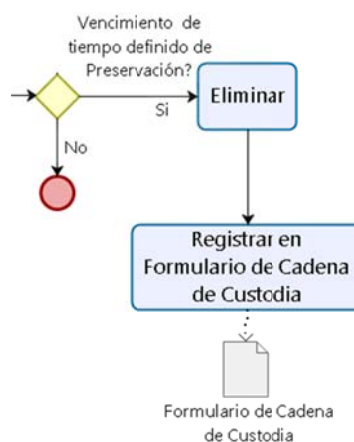 Vencimiento de
tiempo definido de
Preservación?
Eliminar
Si
No
Registrar en
Formulario de Cadena
de Custodia
Formulario de Cadena
de Custodia